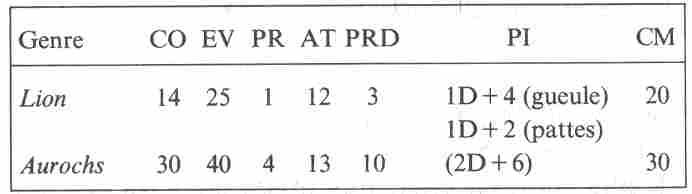 Genre CO EV PR AT PRD PI CM
Lion 14 25 1 12 3 1D + 4 (gueule) 20
1D + 2 (pattes)
Aurochs 30 40 4 13 10 (2D + 6) 30